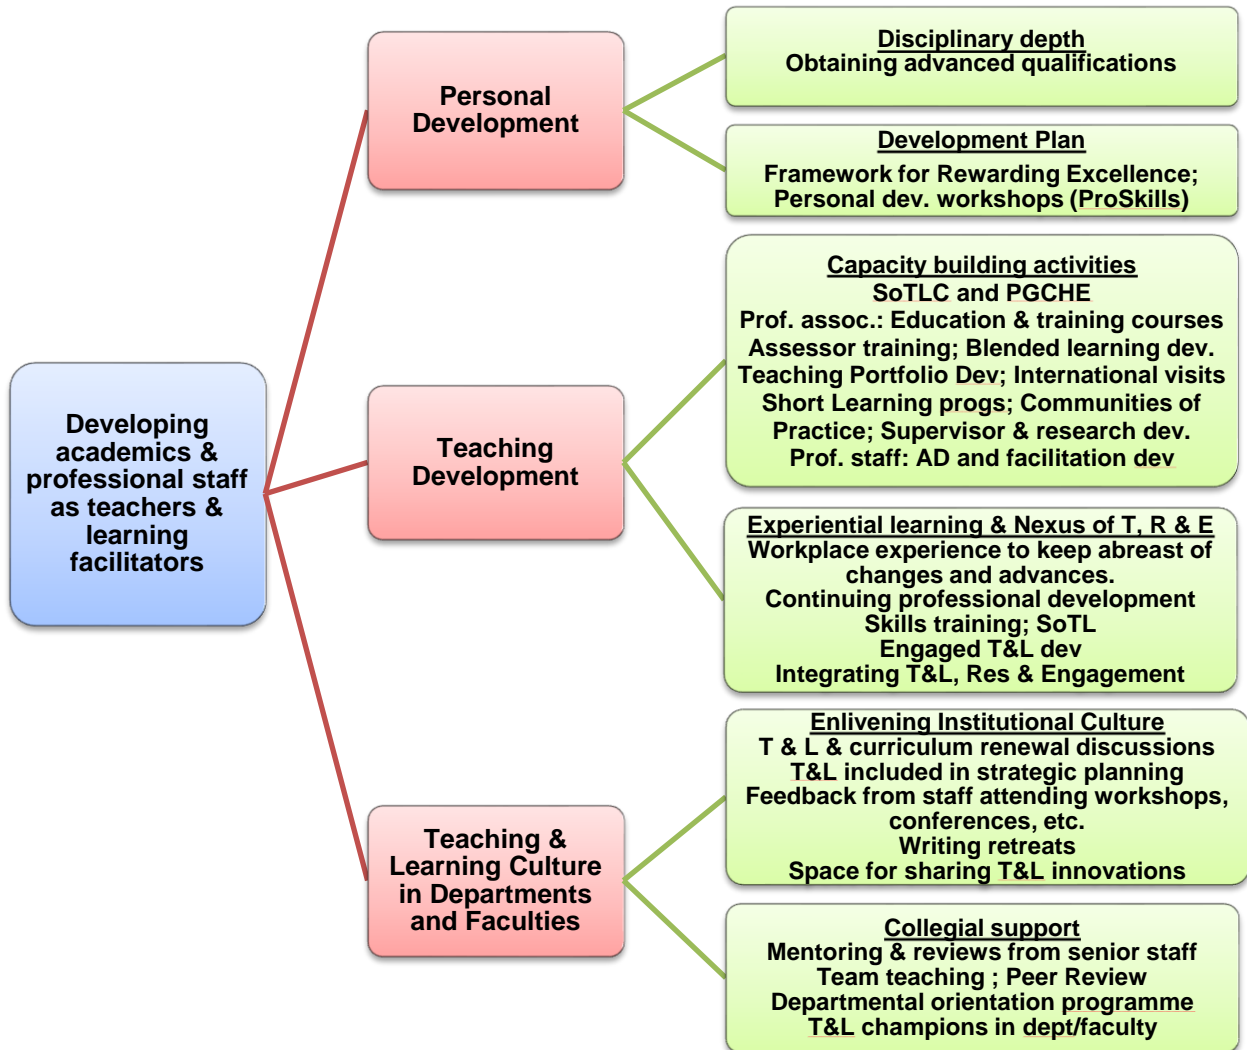 Developing
academics &
professional staff
as teachers &
learning
facilitators
Personal
Development
Disciplinary depth
Obtaining advanced qualifications
Development Plan
Framework for Rewarding Excellence;
Personal dev. workshops (ProSkills)
Teaching
Development
Capacity building activities
SoTLC and PGCHE
Prof. assoc.: Education & training courses
Assessor training; Blended learning dev.
Teaching Portfolio Dev; International visits
Short Learning progs; Communities of
Practice; Supervisor & research dev.
Prof. staff: AD and facilitation dev
Experiential learning & Nexus of T, R & E
Workplace experience to keep abreast of
changes and advances.
Continuing professional development
Skills training; SoTL
Engaged T&L dev
Integrating T&L, Res & Engagement
Teaching &
Learning Culture
in Departments
and Faculties
Enlivening Institutional Culture
T & L & curriculum renewal discussions
T&L included in strategic planning
Feedback from staff attending workshops,
conferences, etc.
Writing retreats
Space for sharing T&L innovations
Collegial support
Mentoring & reviews from senior staff
Team teaching ; Peer Review
Departmental orientation programme
T&L champions in dept/faculty